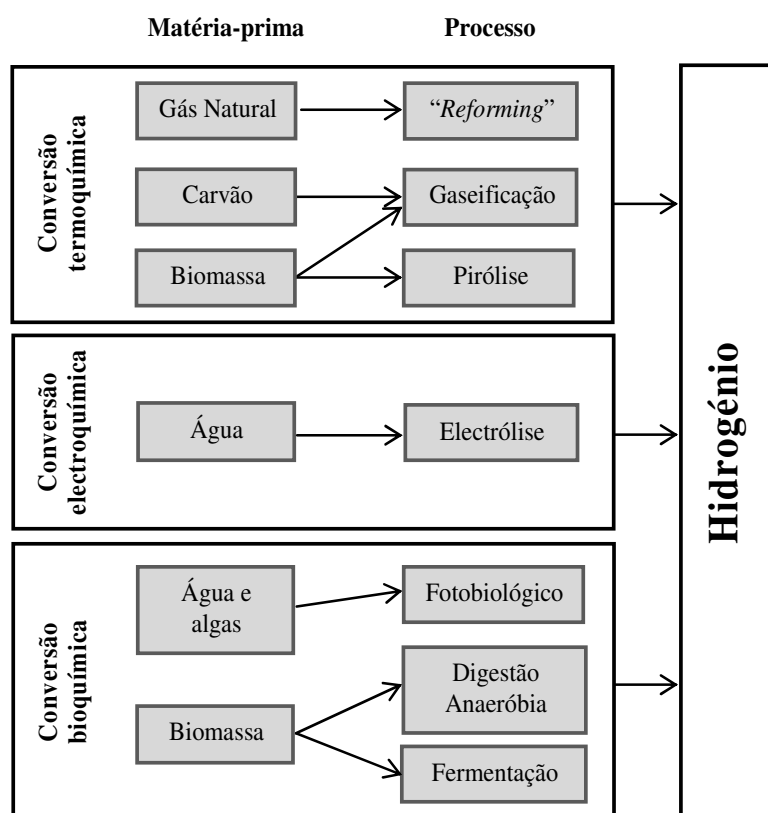 Matéria-prima Processo
Conversão
termoquímica
Gás Natural
“Reforming”
Carvão
Gaseificação
Biomassa
Pirólise
Conversão
electroquímica
Água
Electrólise
Conversão
bioquímica
Água e
algas
Fotobiológico
Biomassa
Digestão
Anaeróbia
Fermentação
Hidrogénio